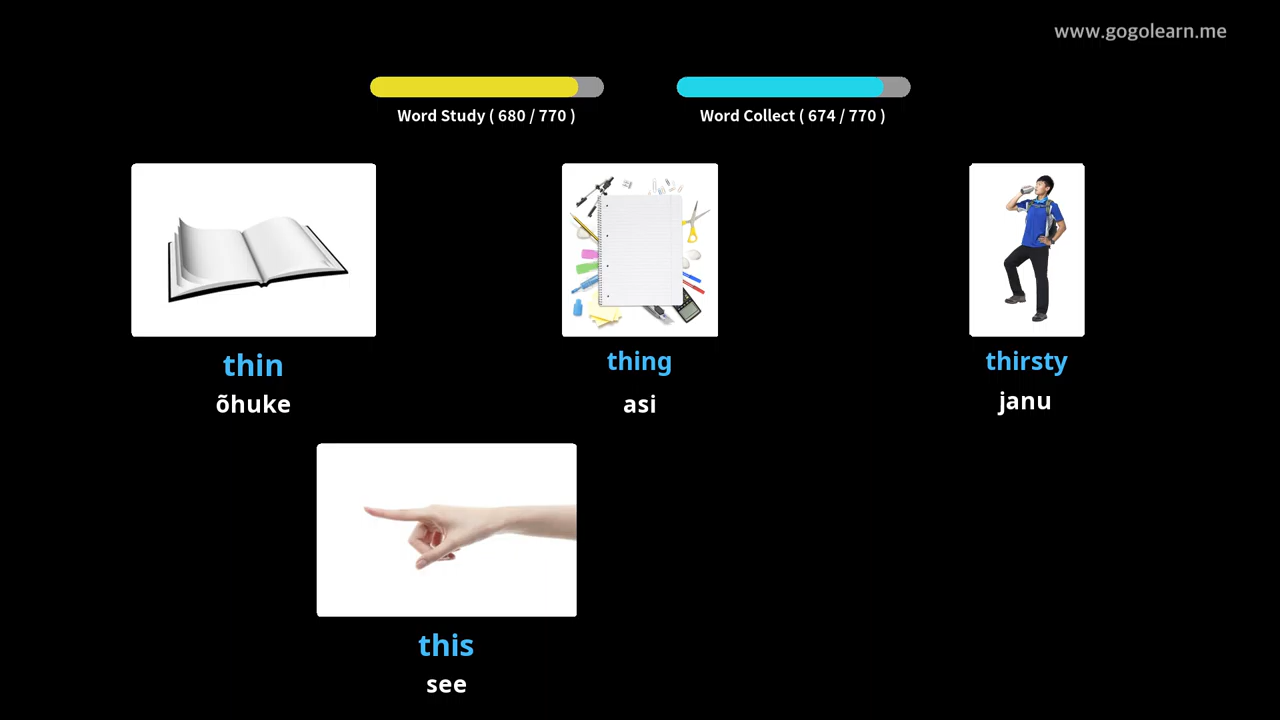 www.gogolearn.me
Word Study ( 680 / 770 )
Word Collect ( 674 / 770 )
thin
õhuke
thing
asi
thirsty
janu
this
see